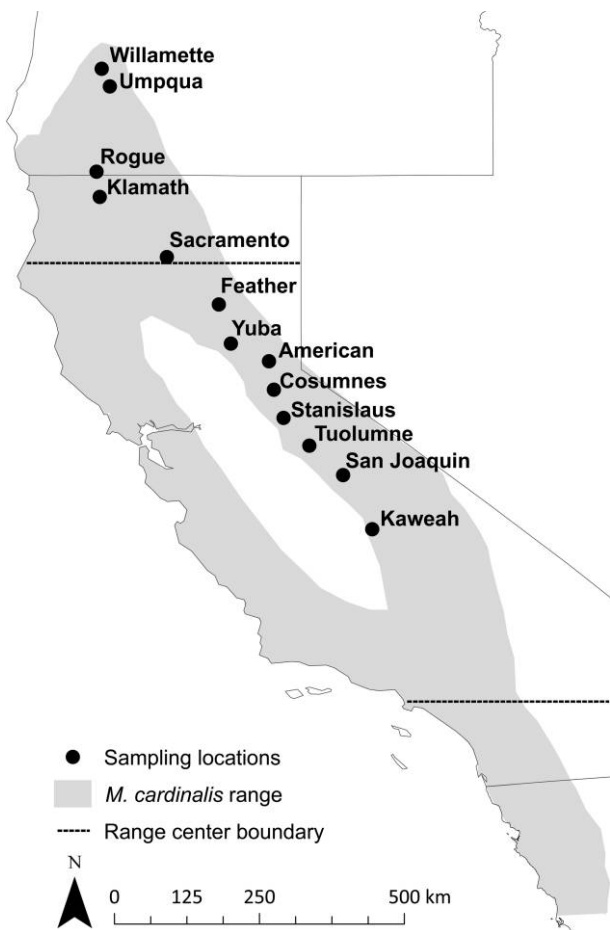 Willamette
Umpqua
Rogue
Klamath
Sacramento
Feather
Yuba
American
Cosumnes
Stanislaus
Tuolumne
San Joaquin
Kaweah
Sampling locations
M. cardinalis range
Range center boundary
N
0 125 250 500 km